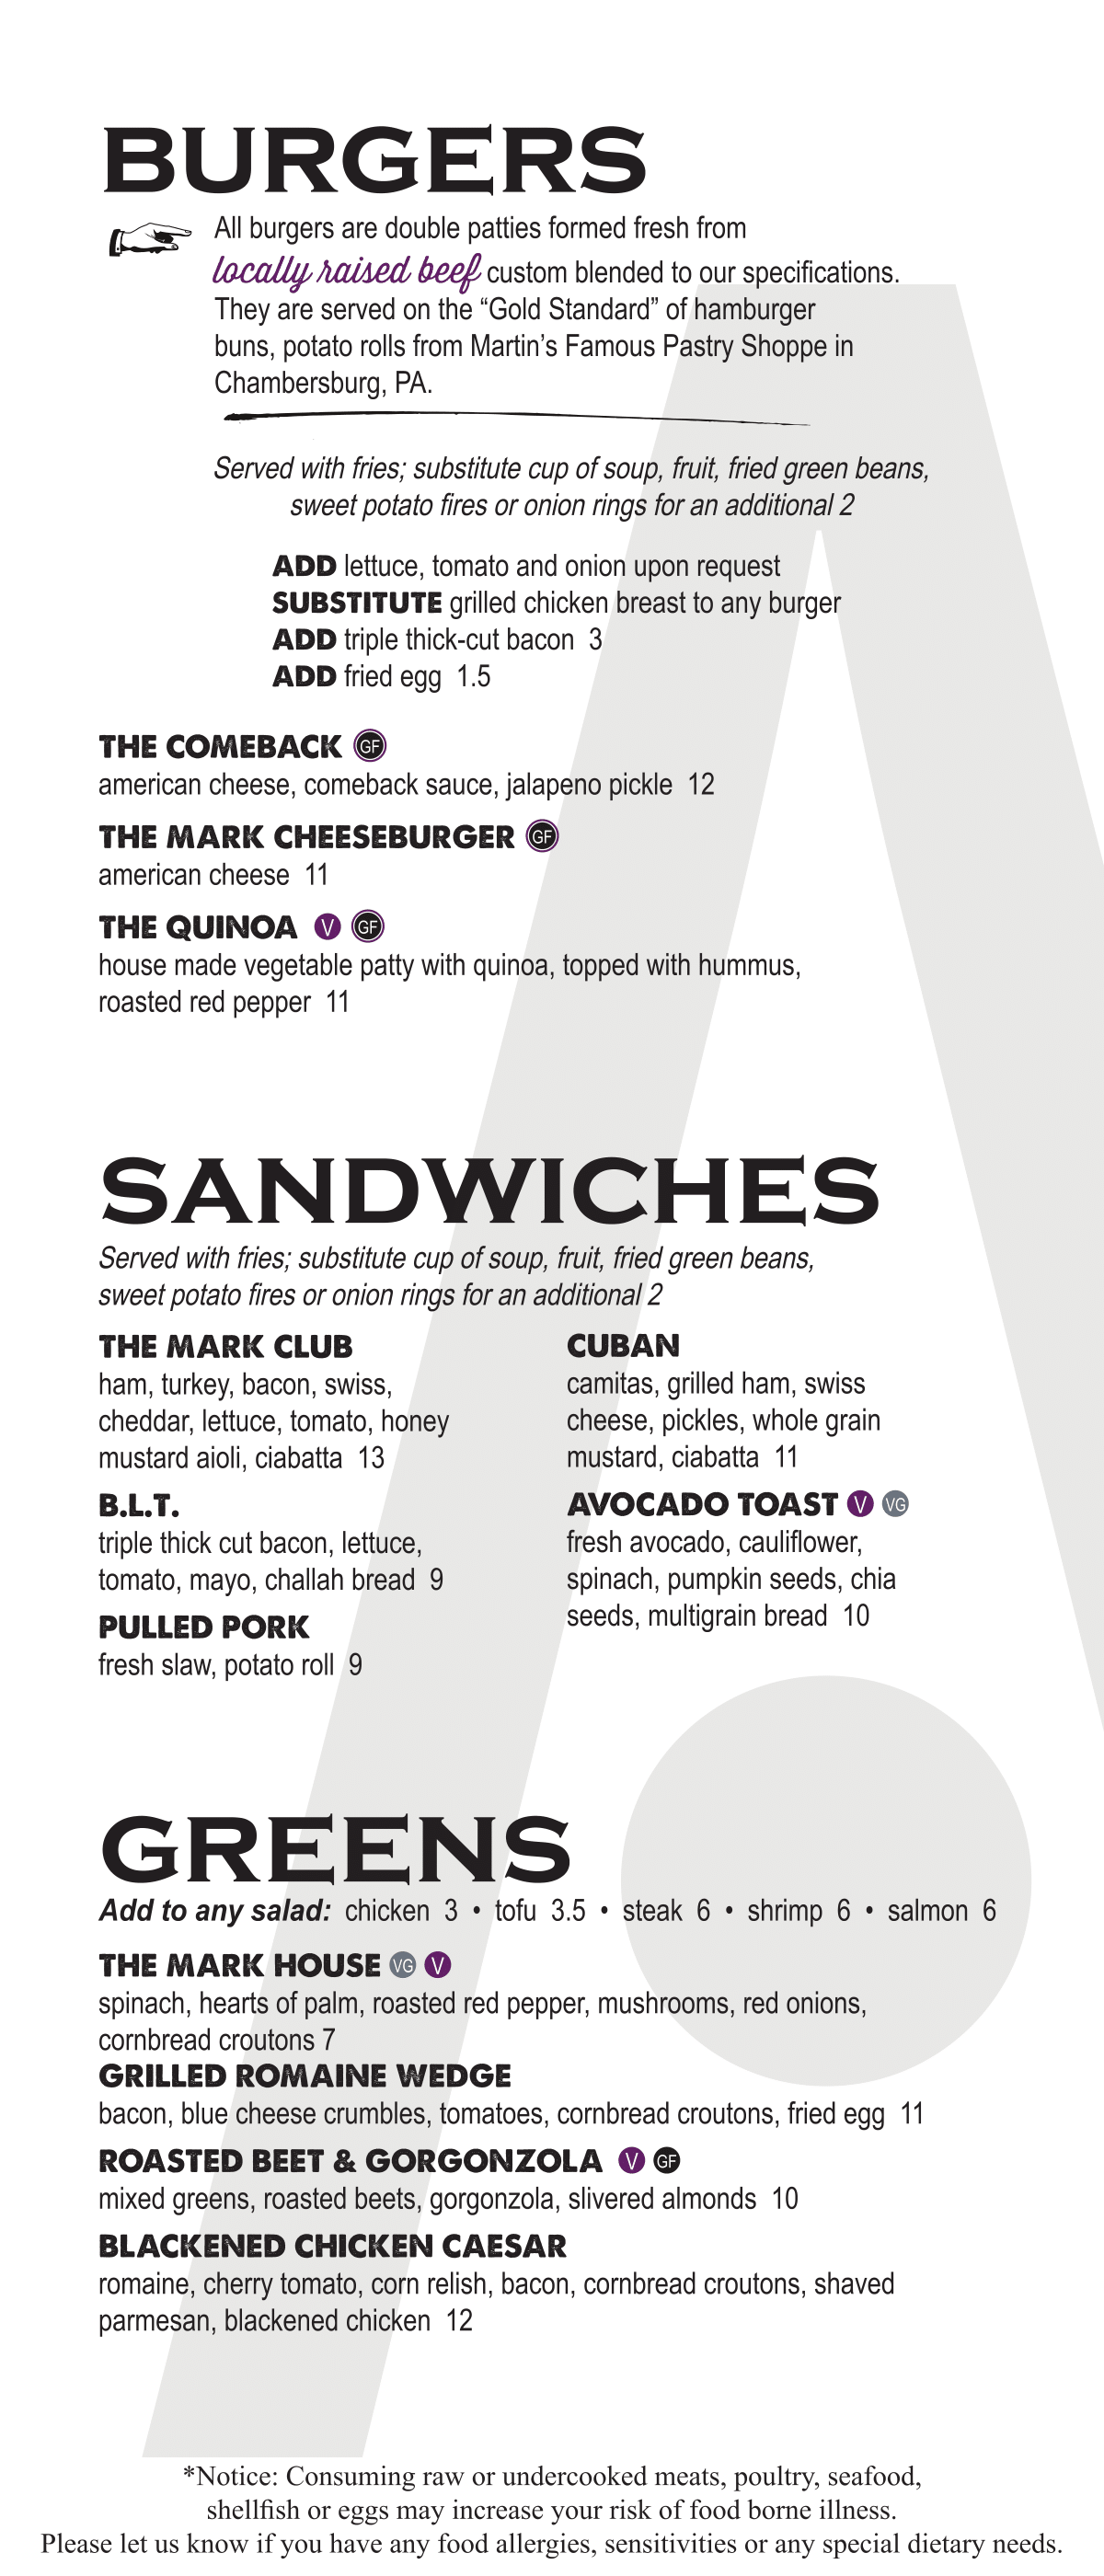 BURGERS
All burgers are double patties formed fresh from
locally raised beef custom blended to our specifications.
They are served on the “Gold Standard” of hamburger
buns, potato rolls from Martin’s Famous Pastry Shoppe in
Chambersburg, PA.
Served with fries; substitute cup of soup, fruit, fried green beans,
sweet potato fires or onion rings for an additional 2
ADD lettuce, tomato and onion upon request
SUBSTITUTE grilled chicken breast to any burger
ADD triple thick-cut bacon 3
ADD fried egg 1.5
THE COMEBACK GF
american cheese, comeback sauce, jalapeno pickle 12
THE MARK CHEESEBURGER GF
american cheese 11
THE QUINOA V GF
house made vegetable patty with quinoa, topped with hummus,
roasted red pepper 11
SANDWICHES
Served with fries; substitute cup of soup, fruit, fried green beans,
sweet potato fires or onion rings for an additional 2
THE MARK CLUB
ham, turkey, bacon, swiss,
cheddar, lettuce, tomato, honey
mustard aioli, ciabatta 13
B.L.T.
triple thick cut bacon, lettuce,
tomato, mayo, challah bread 9
PULLED PORK
fresh slaw, potato roll 9
CUBAN
camitas, grilled ham, swiss
cheese, pickles, whole grain
mustard, ciabatta 11
AVOCADO TOAST V VG
fresh avocado, cauliflower,
spinach, pumpkin seeds, chia
seeds, multigrain bread 10
GREENS
Add to any salad: chicken 3 • tofu 3.5 • steak 6 • shrimp 6 • salmon 6
THE MARK HOUSE VG V
spinach, hearts of palm, roasted red pepper, mushrooms, red onions,
cornbread croutons 7
GRILLED ROMAINE WEDGE
bacon, blue cheese crumbles, tomatoes, cornbread croutons, fried egg 11
ROASTED BEET & GORGONZOLA V GF
mixed greens, roasted beets, gorgonzola, slivered almonds 10
BLACKENED CHICKEN CAESAR
romaine, cherry tomato, corn relish, bacon, cornbread croutons, shaved
parmesan, blackened chicken 12
*Notice: Consuming raw or undercooked meats, poultry, seafood,
shellfish or eggs may increase your risk of food borne illness.
Please let us know if you have any food allergies, sensitivities or any special dietary needs.